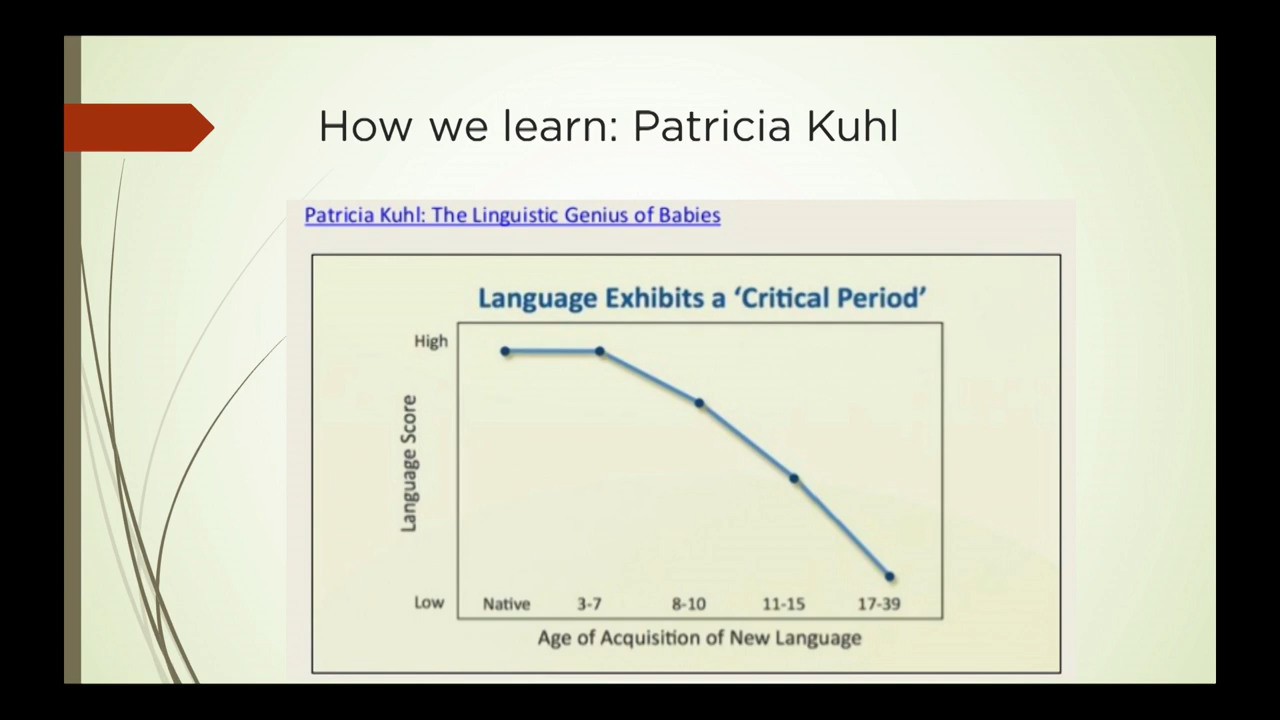 How we learn: Patricia Kuhl
Patricia Kuhl: The Linguistic Genius of Babies
Language Exhibits a ‘Critical Period’
High
Language Score
Low
Native 3-7 8-10 11-15 17-39
Age of Acquisition of New Language